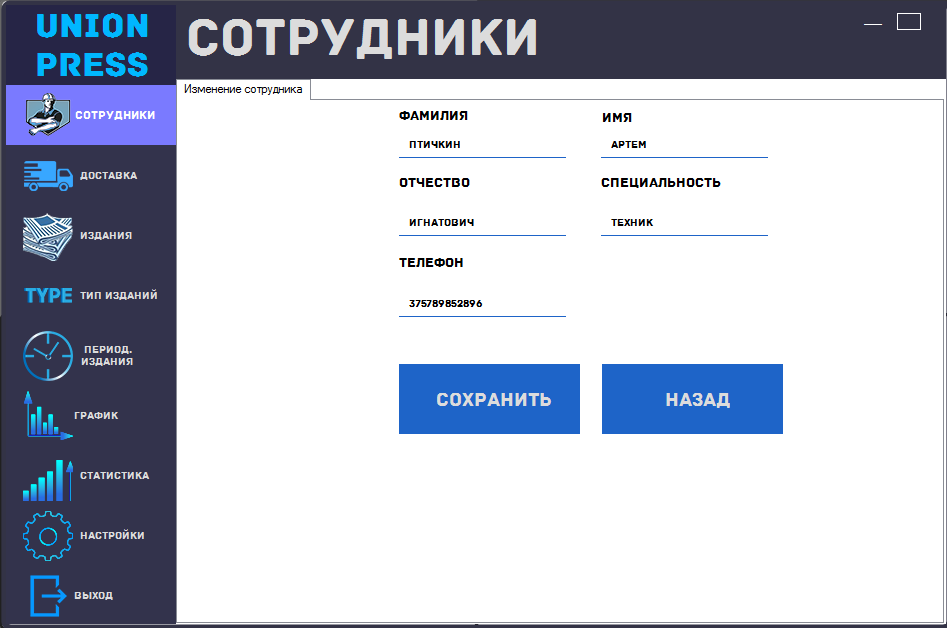 UNION
PRESS
СОТРУДНИКИ
СОТРУДНИКИ
ДОСТАВКА
ИЗДАНИЯ
TYPE ТИП ИЗДАНИЙ
ПЕРИОД.
ИЗДАНИЯ
ГРАФИК
СТАТИСТИКА
НАСТРОЙКИ
ВЫХОД
Изменение сотрудника
ФАМИЛИЯ
ИМЯ
ПТИЧКИН
АРТЕМ
ОТЧЕСТВО
СПЕЦИАЛЬНОСТЬ
ИГНАТОВИЧ
ТЕХНИК
ТЕЛЕФОН
375789852896
СОХРАНИТЬ
НАЗАД